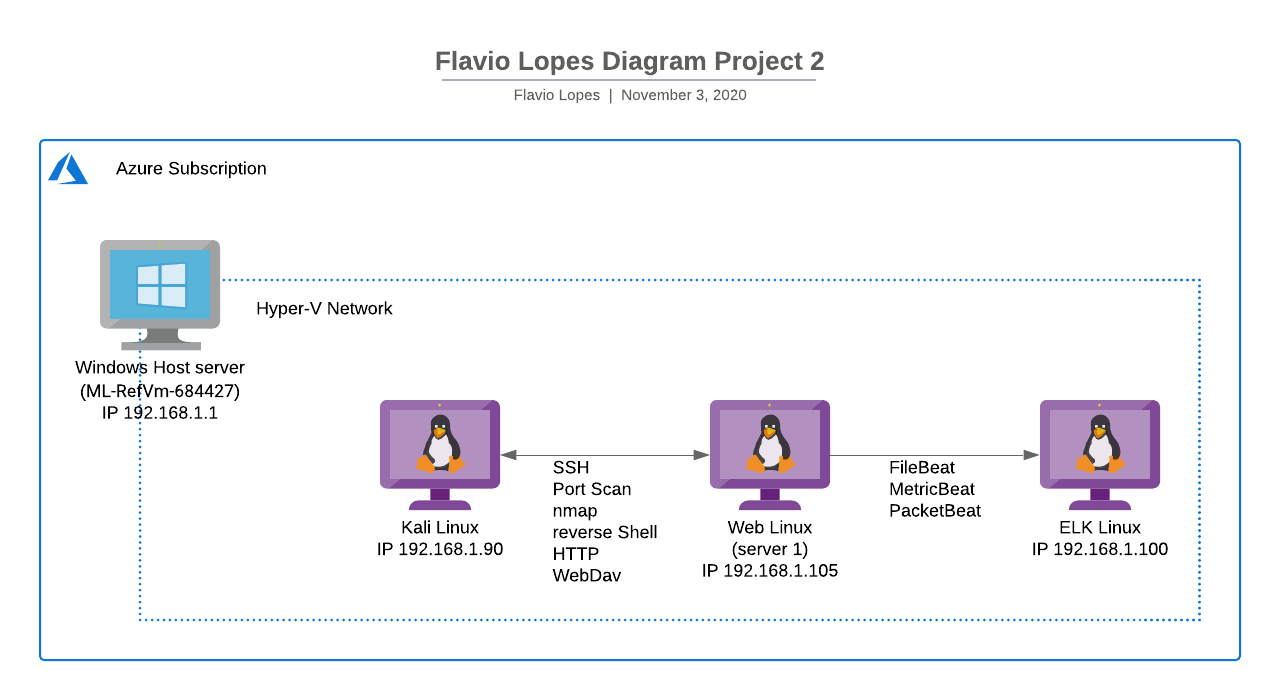 Flavio Lopes Diagram Project 2
Flavio Lopes | November 3, 2020
Azure Subscription
Hyper-V Network
Windows Host server
(ML-RefVm-684427)
IP 192.168.1.1
Kali Linux
IP 192.168.1.90
SSH
Port Scan
nmap
reverse Shell
HTTP
WebDav
Web Linux
(server 1)
IP 192.168.1.105
FileBeat
MetricBeat
PacketBeat
ELK Linux
IP 192.168.1.100